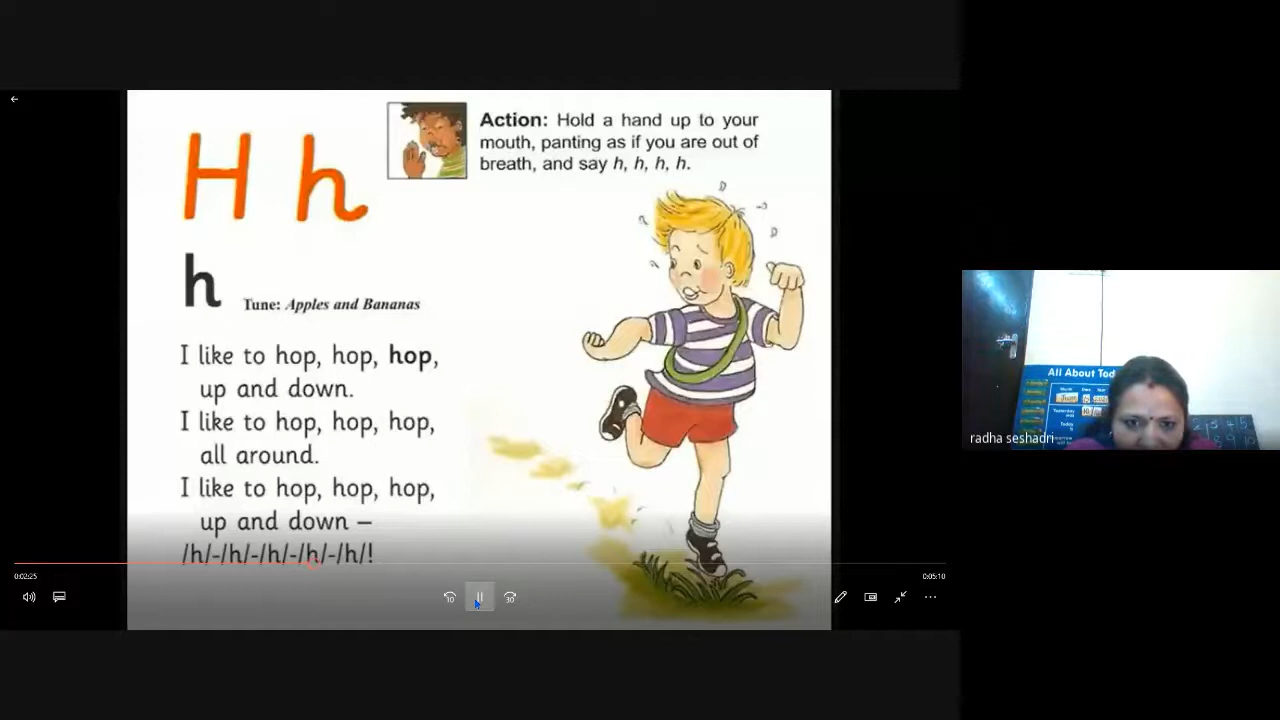 H h
Action: Hold a hand up to your
mouth, panting as if you are out of
breath, and say h, h, h, h.
h
Tune: Apples and Bananas
I like to hop, hop, hop,
up and down.
I like to hop, hop, hop,
all around.
I like to hop, hop, hop,
up and down –
/h/-/h/-/h/-/h/-/h/!
0:02:25
0:05:10
10
30
All About Tod
radha seshadri